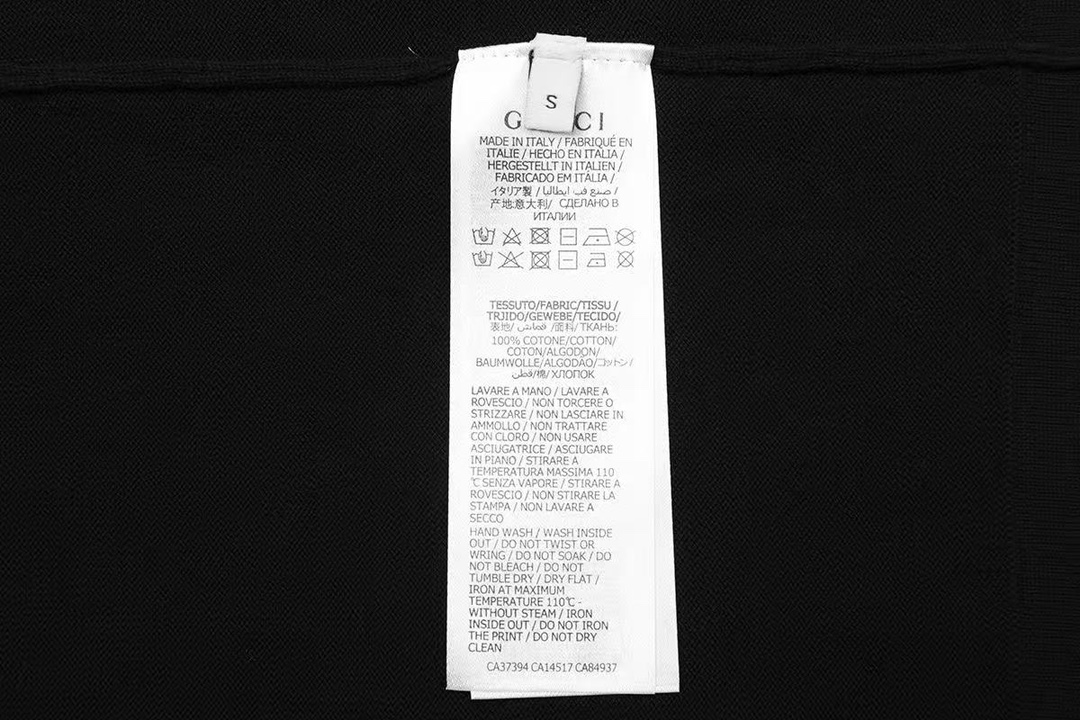 S
G CI
MADE IN ITALY / FABRIQUÉ EN
ITALIE / HECHO EN ITALIA /
HERGESTELLT IN ITALIEN /
FABRICADO EM ITÁLIA /
イタリア製 / صنع في ايطاليا /
产地:意大利/ СДЕЛАНО В
ИТАЛИИ
TESSUTO/FABRIC/TISSU /
TRJIDO/GEWEBE/TECIDO/
表地/ قماش /面料/ ТКАНЬ:
100% COTONE/COTTON/
COTON/ALGODON/
BAUMWOLLE/ALGODÃO/コットン/
قطن/棉/ ХЛОПОК
LAVARE A MANO / LAVARE A
ROVESCIO / NON TORCERE O
STRIZZARE / NON LASCIARE IN
AMMOLLO / NON TRATTARE
CON CLORO / NON USARE
ASCIUGATRICE / ASCIUGARE
IN PIANO / STIRARE A
TEMPERATURA MASSIMA 110
℃ SENZA VAPORE / STIRARE A
ROVESCIO / NON STIRARE LA
STAMPA / NON LAVARE A
SECCO
HAND WASH / WASH INSIDE
OUT / DO NOT TWIST OR
WRING / DO NOT SOAK / DO
NOT BLEACH / DO NOT
TUMBLE DRY / DRY FLAT /
IRON AT MAXIMUM
TEMPERATURE 110℃ -
WITHOUT STEAM / IRON
INSIDE OUT / DO NOT IRON
THE PRINT / DO NOT DRY
CLEAN
CA37394 CA14517 CA84937